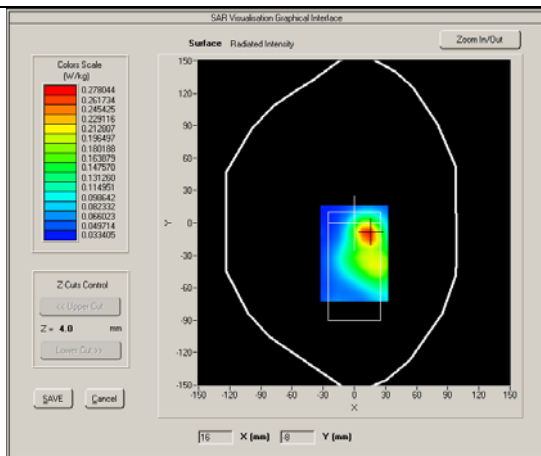 SAR Visualisation Graphical Interface
Surface Radiated Intensity
Zoom In/Out
Colors Scale
(W/kg)
0.278044
0.261734
0.245425
0.229116
0.212807
0.196497
0.180188
0.163879
0.147570
0.131260
0.114951
0.098642
0.082332
0.066023
0.049714
0.033405
Z Cuts Control
<< Upper Cut
Z = 4.0 mm
Lower Cut >>
SAVE
Cancel
150
120
90
60
30
0
-30
-60
-90
-120
-150
Y
-150 -120 -90 -60 -30 0 30 60 90 120 150
X
16 X (mm) -8 Y (mm)